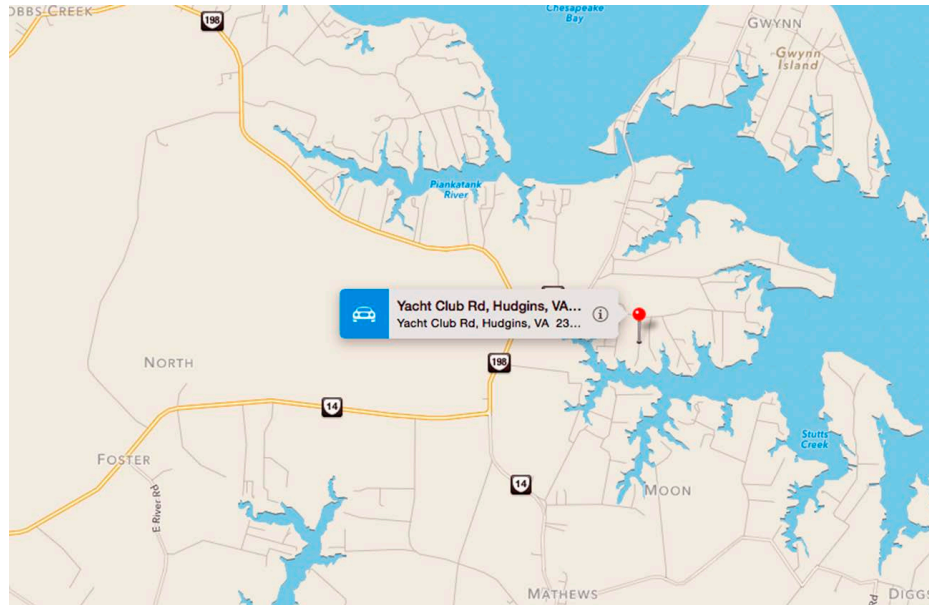 OBBS CREEK
198
Chesapeake
Bay
GWYNN
Gwynn
Island
Piankatank
River
Yacht Club Rd, Hudgins, VA...
Yacht Club Rd, Hudgins, VA 23...
i
198
NORTH
14
FOSTER
Stutts
Creek
E River Rd
14
MOON
MATHEWS
Rd
DIGGS